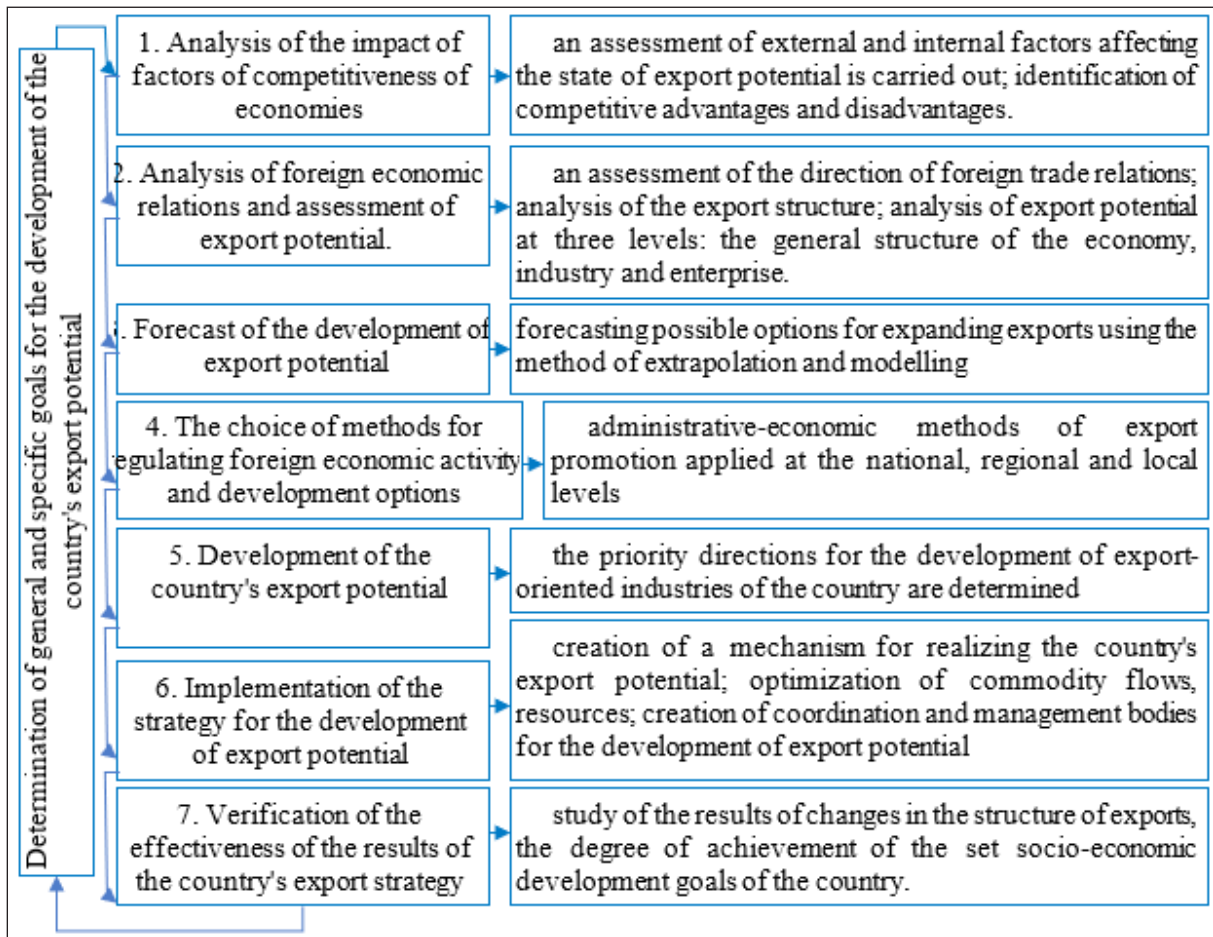 Determination of general and specific goals for the development of the
country's export potential
1. Analysis of the impact of
factors of competitiveness of
economies
an assessment of external and internal factors affecting
the state of export potential is carried out; identification of
competitive advantages and disadvantages.
2. Analysis of foreign economic
relations and assessment of
export potential.
an assessment of the direction of foreign trade relations;
analysis of the export structure; analysis of export potential
at three levels: the general structure of the economy,
industry and enterprise.
. Forecast of the development of
export potential
forecasting possible options for expanding exports using the
method of extrapolation and modelling
4. The choice of methods for
egulating foreign economic activity
and development options
administrative-economic methods of export
promotion applied at the national, regional and local
levels
5. Development of the
country's export potential
the priority directions for the development of export-
oriented industries of the country are determined
6. Implementation of the
strategy for the development
of export potential
creation of a mechanism for realizing the country's
export potential; optimization of commodity flows,
resources; creation of coordination and management bodies
for the development of export potential
7. Verification of the
effectiveness of the results of
the country's export strategy
study of the results of changes in the structure of exports,
the degree of achievement of the set socio-economic
development goals of the country.